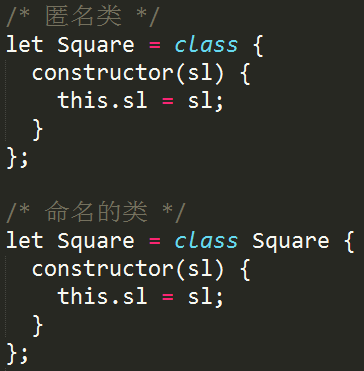 /* 匿名类 */
let Square = class {
  constructor(sl) {
    this.sl = sl;
  }
};
/* 命名的类 */
let Square = class Square {
  constructor(sl) {
    this.sl = sl;
  }
};